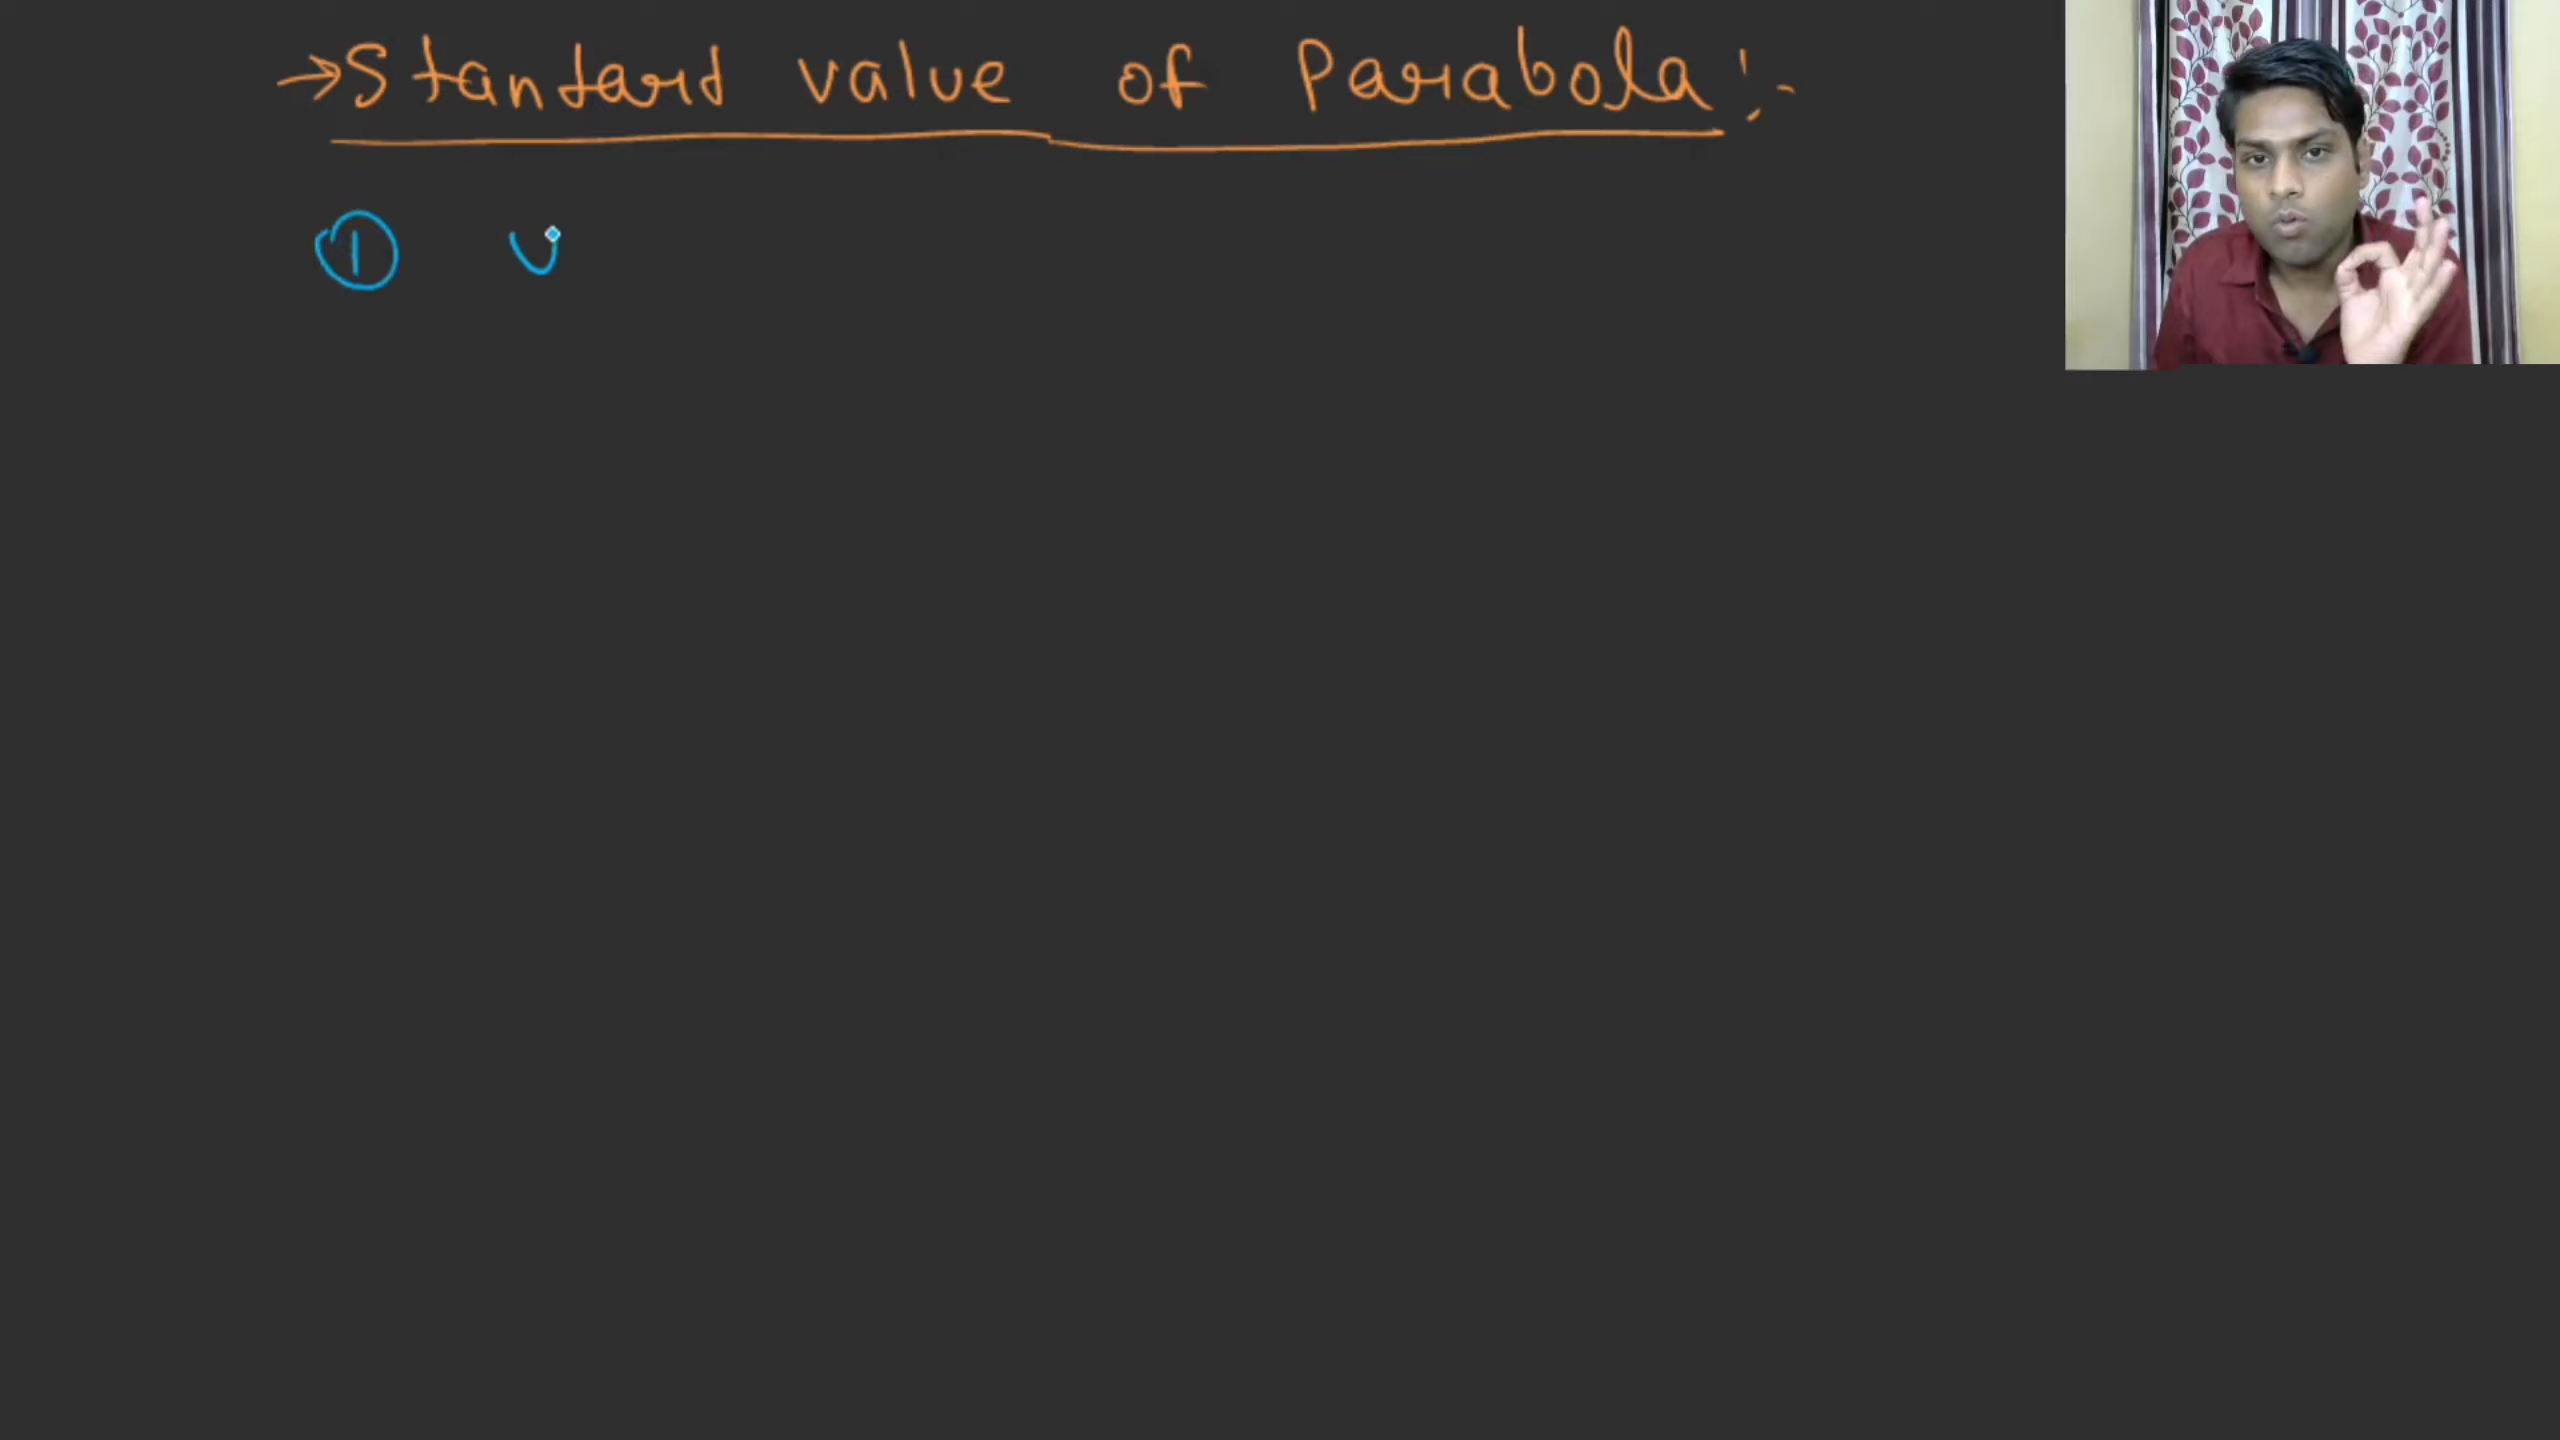 →Standard value of Parabola :-
① y